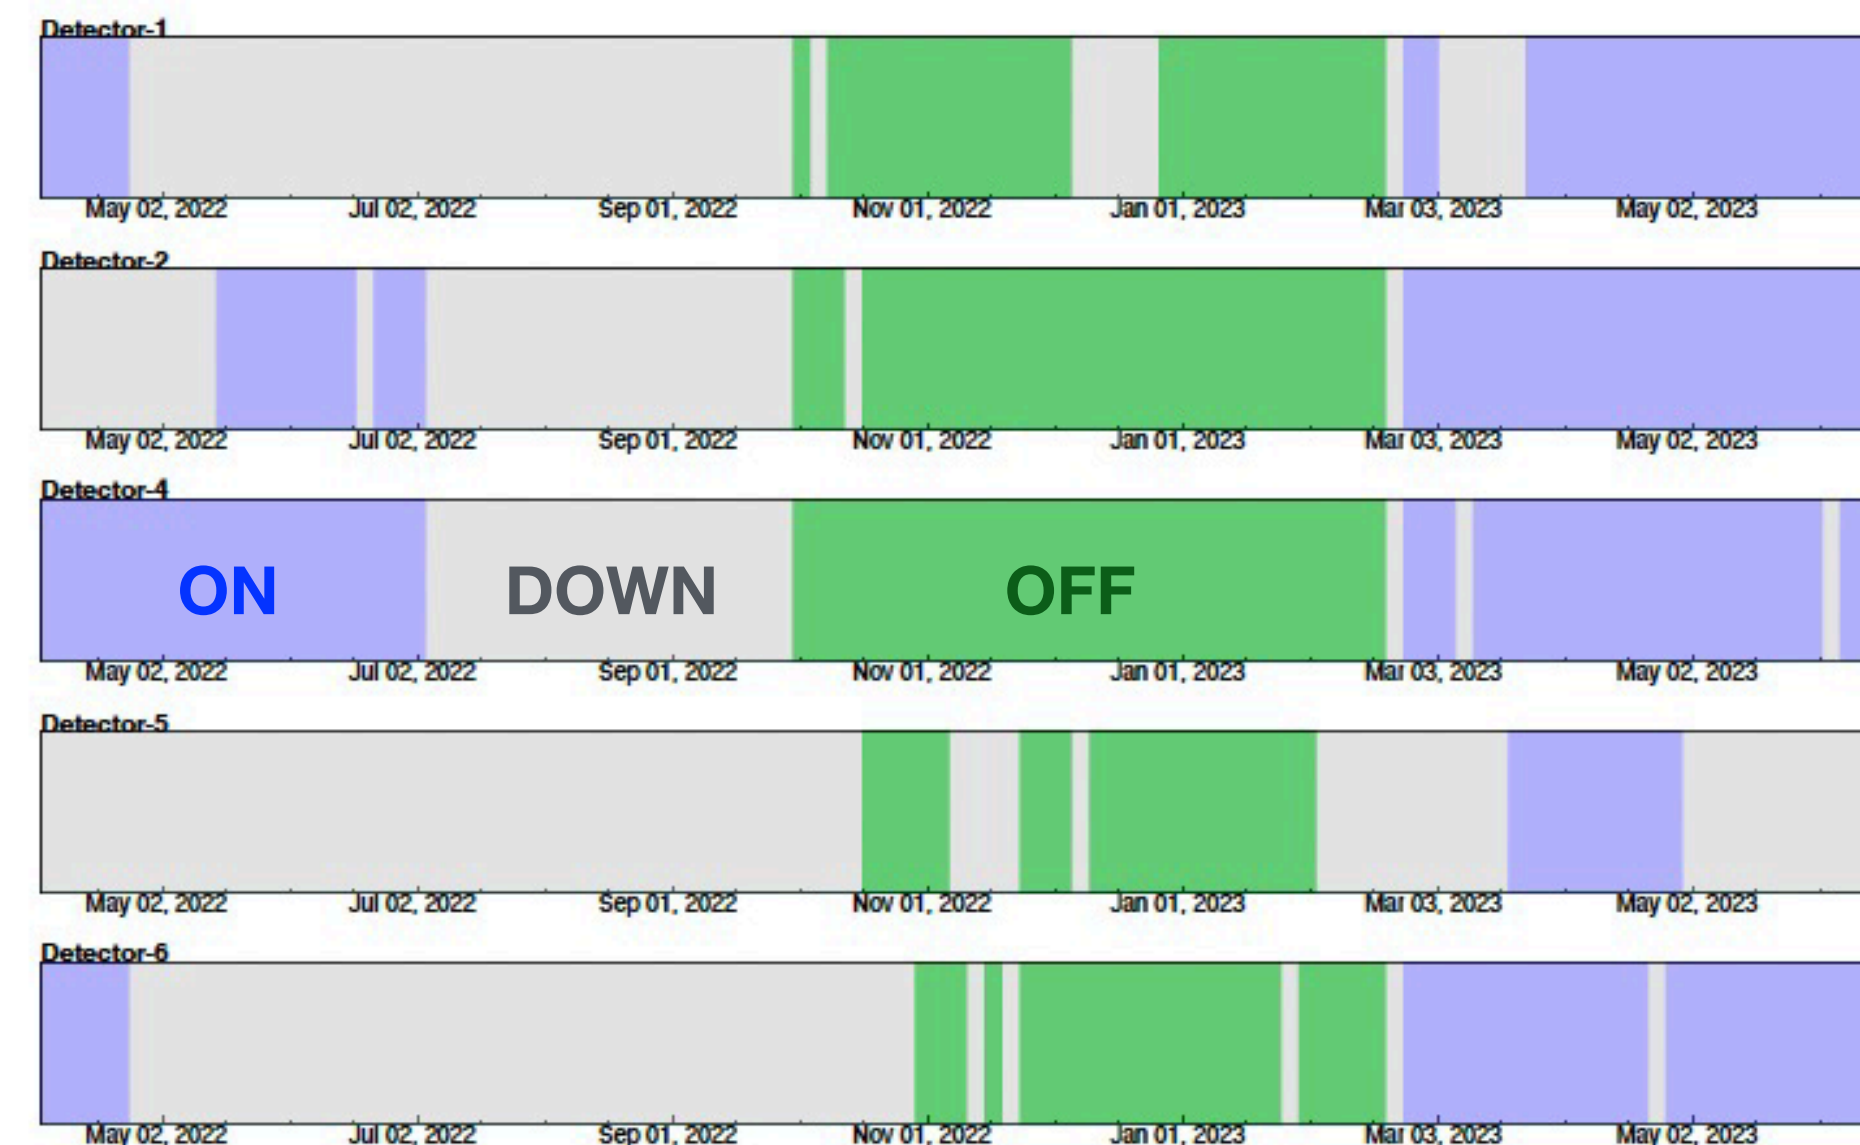 Detector-1
May 02, 2022 Jul 02, 2022 Sep 01, 2022 Nov 01, 2022 Jan 01, 2023 Mar 03, 2023 May 02, 2023
Detector-2
May 02, 2022 Jul 02, 2022 Sep 01, 2022 Nov 01, 2022 Jan 01, 2023 Mar 03, 2023 May 02, 2023
Detector-4
ON DOWN OFF
May 02, 2022 Jul 02, 2022 Sep 01, 2022 Nov 01, 2022 Jan 01, 2023 Mar 03, 2023 May 02, 2023
Detector-5
May 02, 2022 Jul 02, 2022 Sep 01, 2022 Nov 01, 2022 Jan 01, 2023 Mar 03, 2023 May 02, 2023
Detector-6
May 02, 2022 Jul 02, 2022 Sep 01, 2022 Nov 01, 2022 Jan 01, 2023 Mar 03, 2023 May 02, 2023